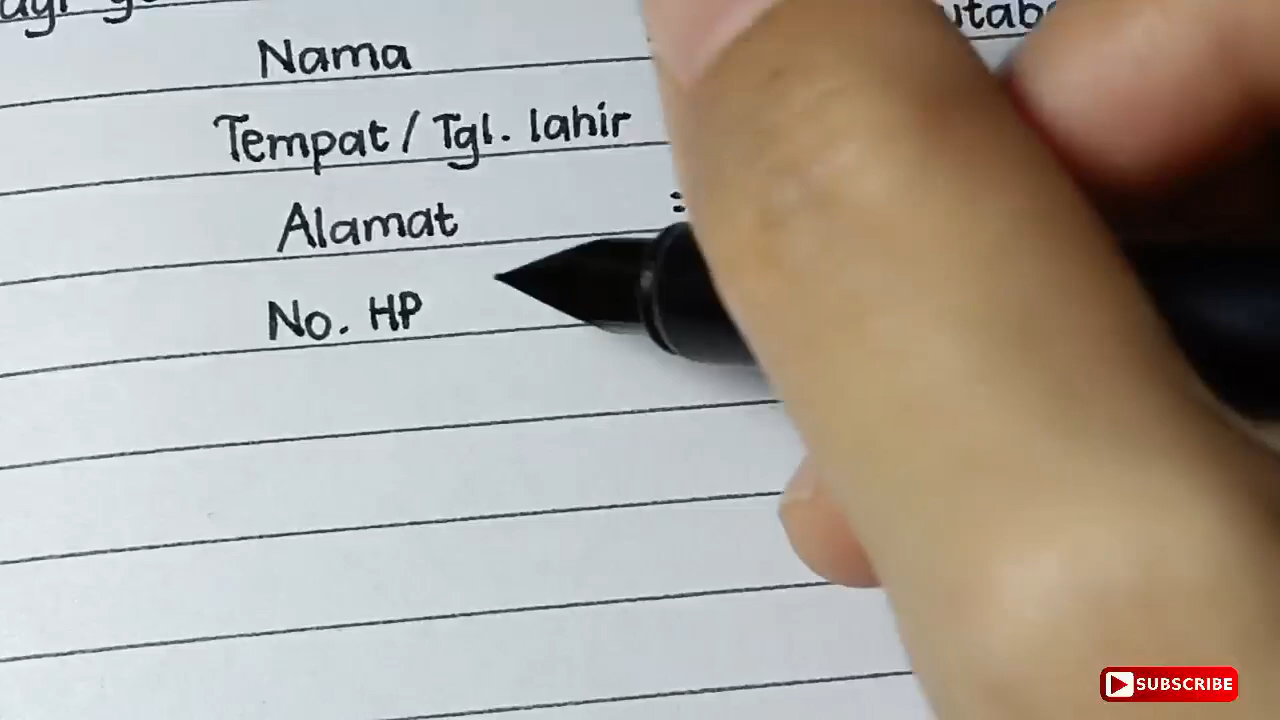 Nama
Tempat / Tgl. lahir
Alamat :
No. HP
SUBSCRIBE